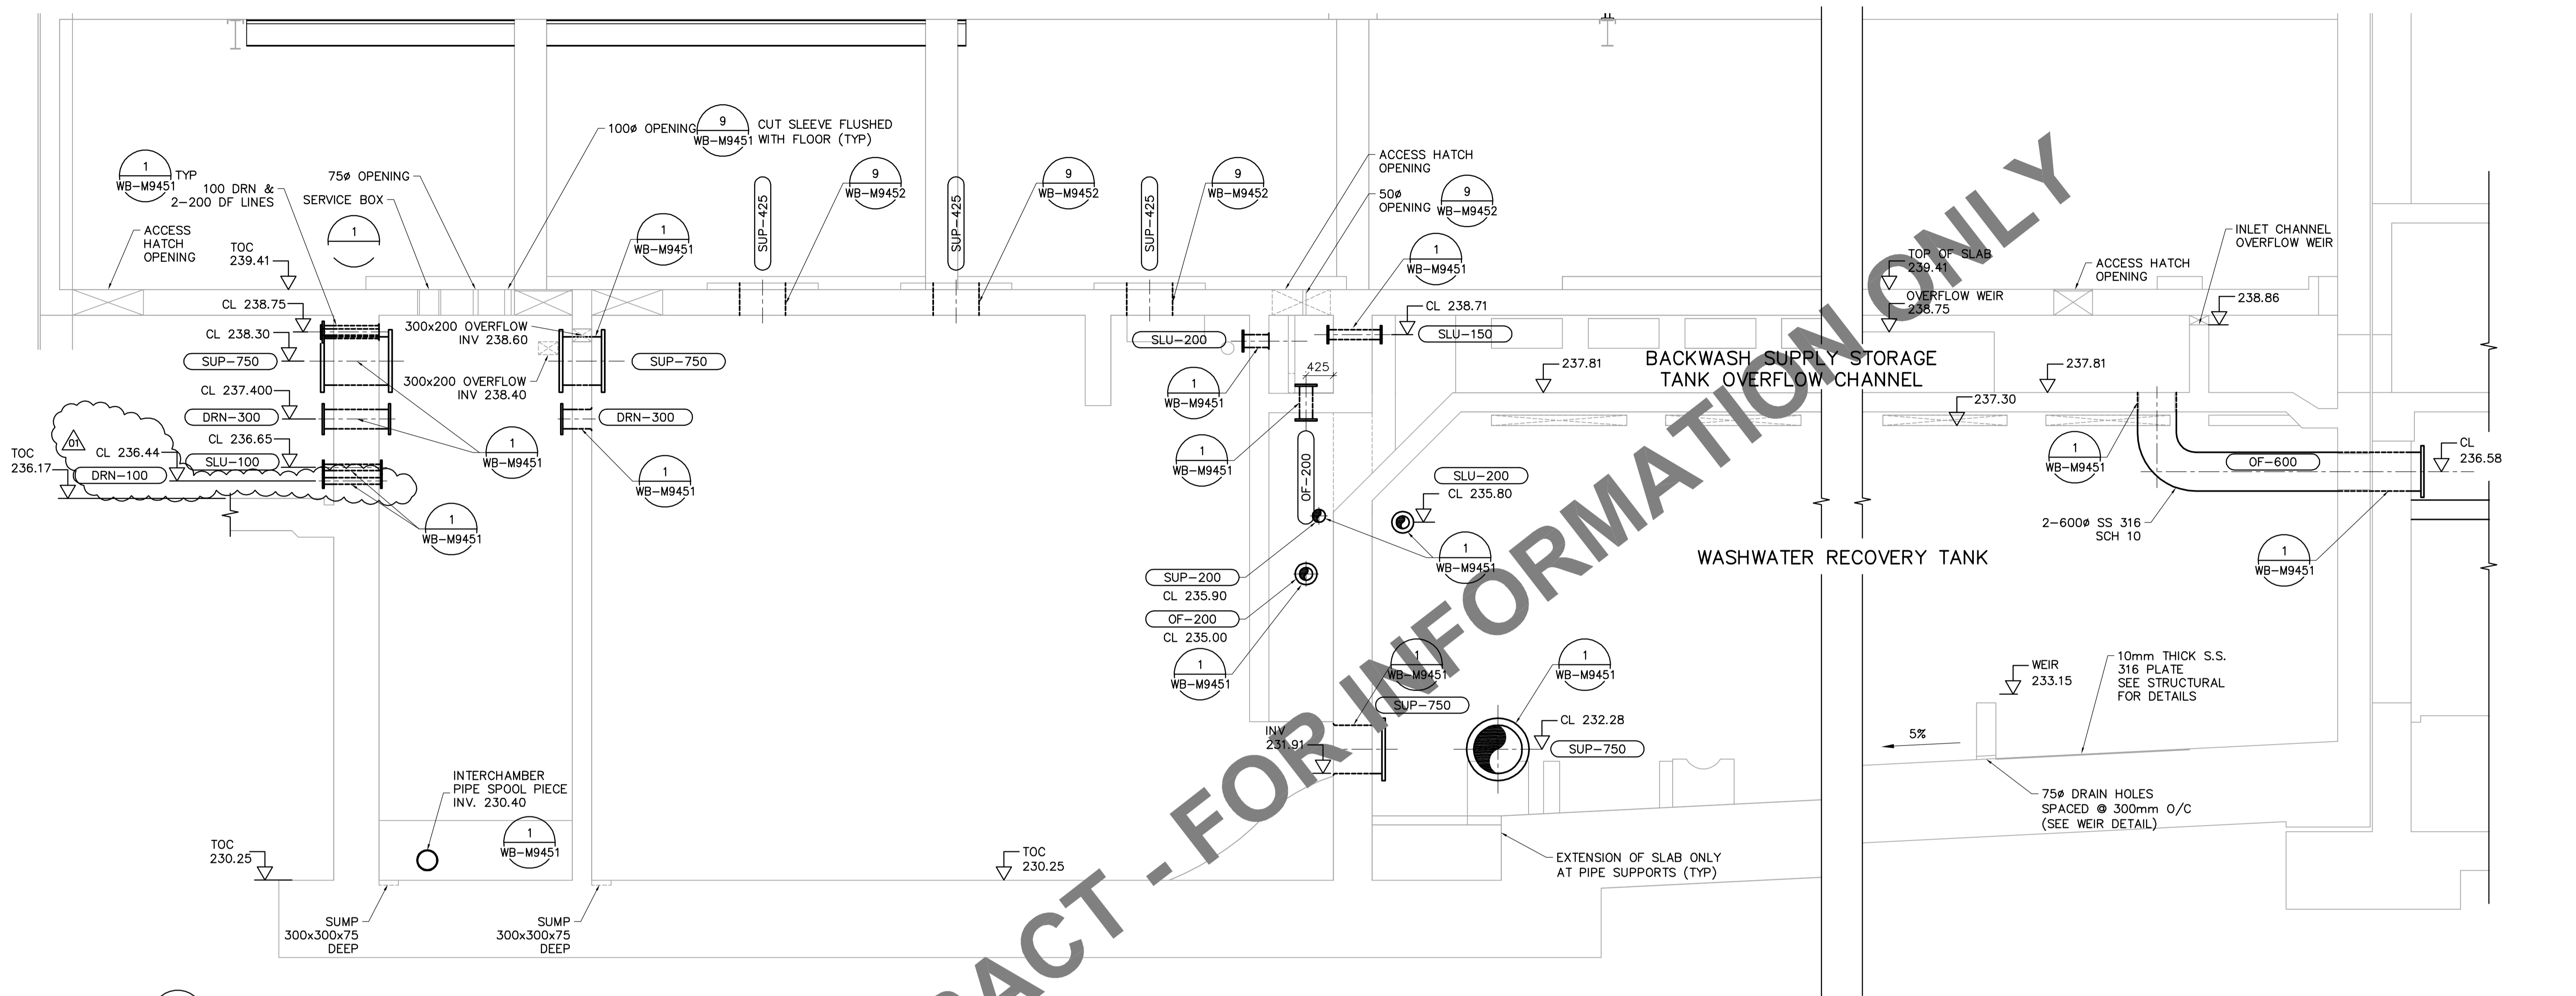 9
WB-M9451
CUT SLEEVE FLUSHED
WITH FLOOR (TYP)
100ø OPENING
1
WB-M9451
TYP
100 DRN &
2-200 DF LINES
75ø OPENING
SERVICE BOX
1
ACCESS
HATCH
OPENING
TOC
239.41
1
WB-M9451
SUP-425
9
WB-M9452
SUP-425
9
WB-M9452
SUP-425
9
WB-M9452
ACCESS HATCH
OPENING
50ø
OPENING
9
WB-M9452
1
WB-M9451
TOP OF SLAB
239.41
OVERFLOW WEIR
238.75
ACCESS HATCH
OPENING
INLET CHANNEL
OVERFLOW WEIR
238.86
CL 238.75
CL 238.30
SUP-750
CL 237.400
DRN-300
CL 236.65
SLU-100
01
CL 236.44
DRN-100
TOC
236.17
300x200 OVERFLOW
INV 238.60
300x200 OVERFLOW
INV 238.40
SUP-750
DRN-300
1
WB-M9451
1
WB-M9451
1
WB-M9451
SLU-200
CL 238.71
SLU-150
425
1
WB-M9451
1
WB-M9451
OF-200
237.81
BACKWASH SUPPLY STORAGE
TANK OVERFLOW CHANNEL
237.81
237.30
SLU-200
CL 235.80
1
WB-M9451
SUP-200
CL 235.90
OF-200
CL 235.00
1
WB-M9451
WASHWATER RECOVERY TANK
1
WB-M9451
OF-600
CL
236.58
2-600ø SS 316
SCH 10
1
WB-M9451
1
WB-M9451
SUP-750
1
WB-M9451
INV
231.91
CL 232.28
SUP-750
WEIR
233.15
10mm THICK S.S.
316 PLATE
SEE STRUCTURAL
FOR DETAILS
5%
75ø DRAIN HOLES
SPACED @ 300mm O/C
(SEE WEIR DETAIL)
INTERCHAMBER
PIPE SPOOL PIECE
INV. 230.40
1
WB-M9451
TOC
230.25
TOC
230.25
EXTENSION OF SLAB ONLY
AT PIPE SUPPORTS (TYP)
SUMP
300x300x75
DEEP
SUMP
300x300x75
DEEP
ACT - FOR INFORMATION ONLY